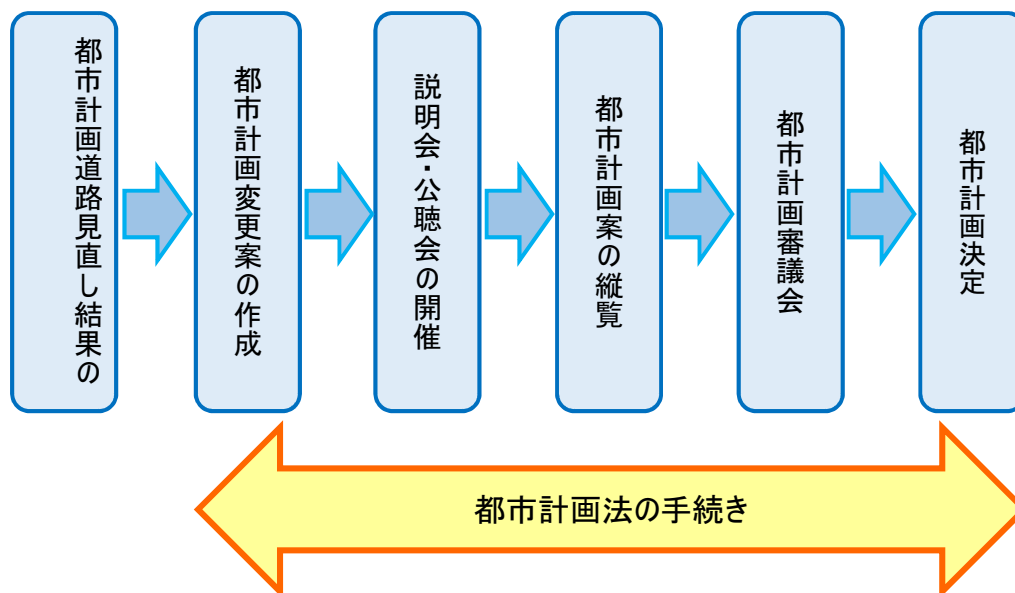 都市計画道路見直し結果の
都市計画変更案の作成
説明会・公聴会の開催
都市計画案の縦覧
都市計画審議会
都市計画決定
都市計画法の手続き